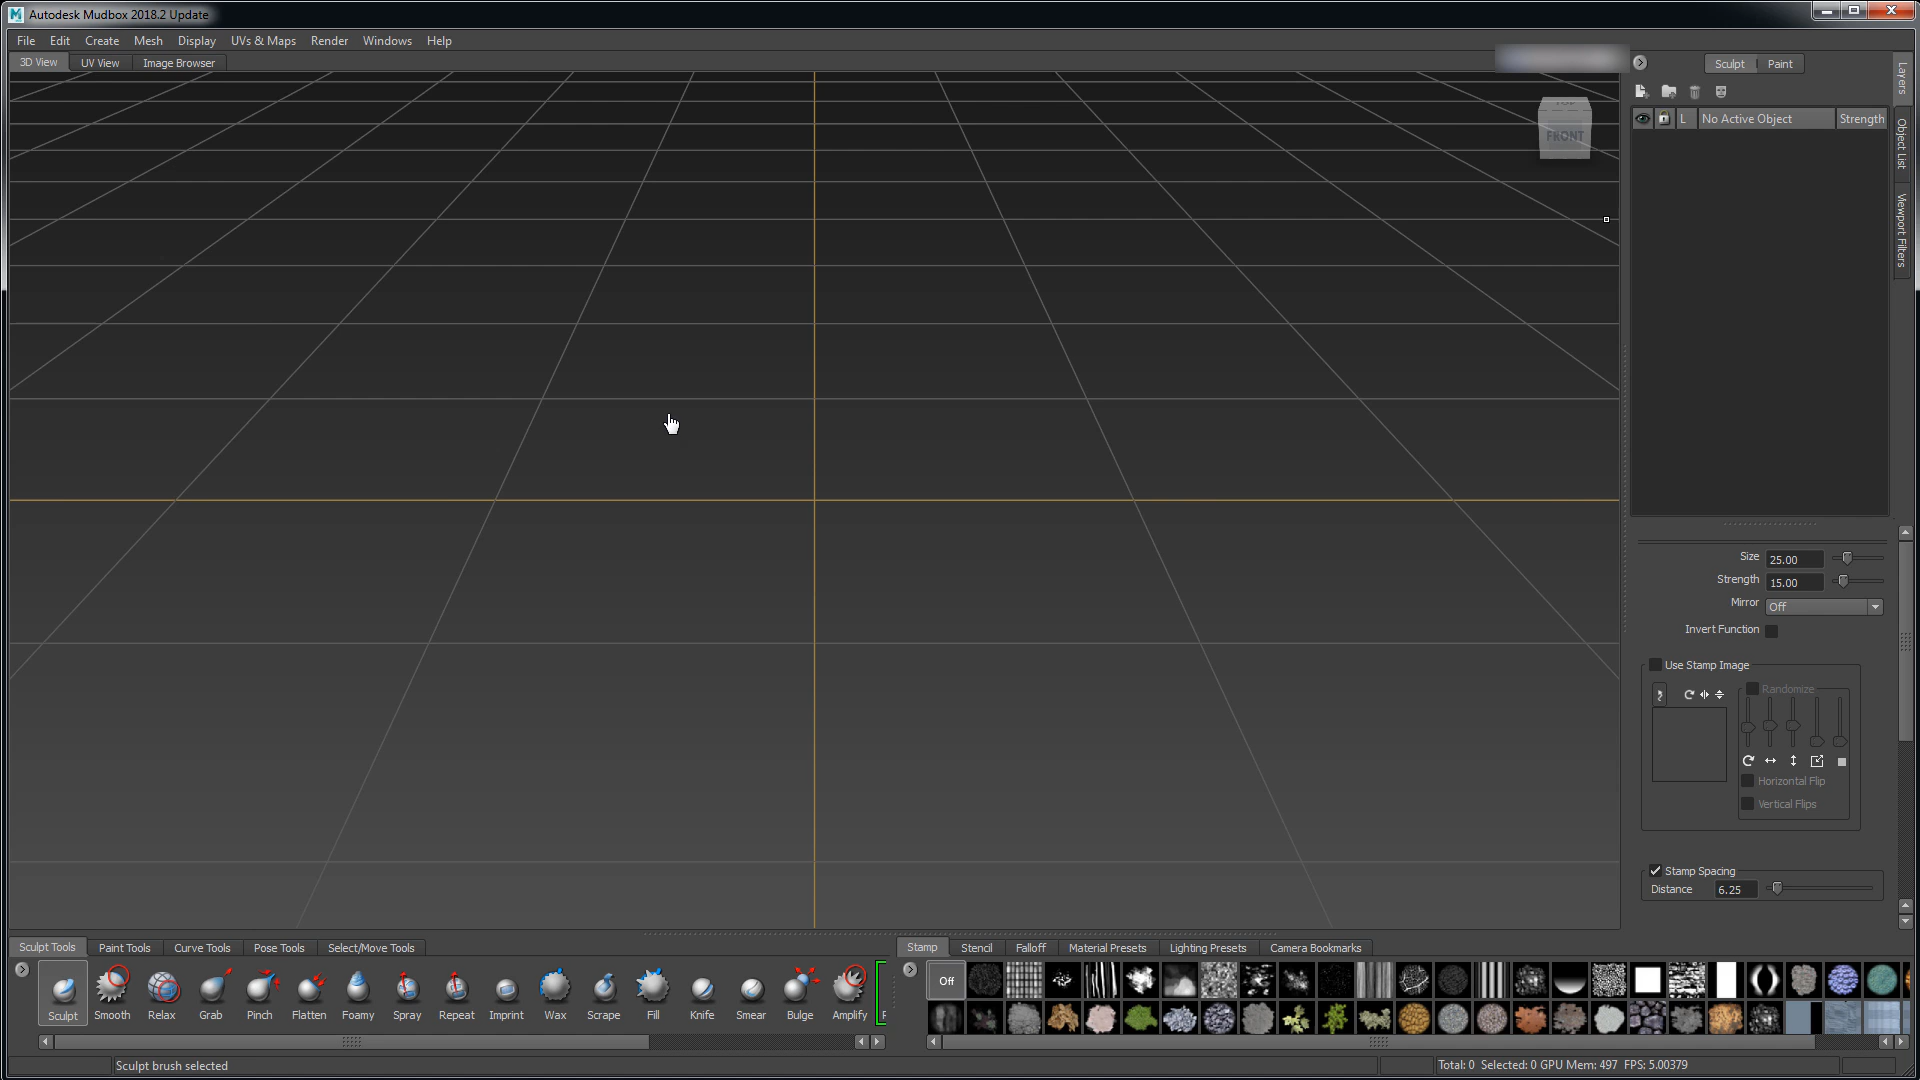 Autodesk Mudbox 2018.2 Update
File Edit Create Mesh Display UVs & Maps Render Windows Help
3D View UV View Image Browser
Sculpt Paint
TOP
FRONT
L No Active Object Strength
Layers
Object List
Viewport Filters
Size 25.00
Strength 15.00
Mirror Off
Invert Function
Use Stamp Image
Randomize
Horizontal Flip
Vertical Flips
Stamp Spacing
Distance 6.25
Sculpt Tools Paint Tools Curve Tools Pose Tools Select/Move Tools
Sculpt Smooth Relax Grab Pinch Flatten Foamy Spray Repeat Imprint Wax Scrape Fill Knife Smear Bulge Amplify
Stamp Stencil Falloff Material Presets Lighting Presets Camera Bookmarks
Off
Sculpt brush selected
Total: 0 Selected: 0 GPU Mem: 497 FPS: 5.00379